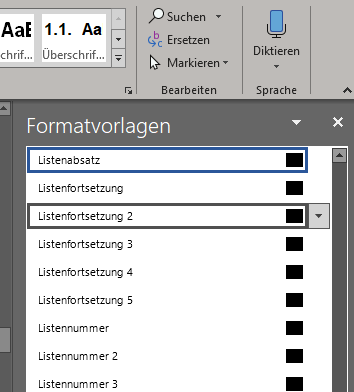 AaE 1.1. Aa
schrif... Überschrif...
Suchen
Ersetzen
Markieren
Diktieren
Bearbeiten Sprache
Formatvorlagen
Listenabsatz
Listenfortsetzung
Listenfortsetzung 2
Listenfortsetzung 3
Listenfortsetzung 4
Listenfortsetzung 5
Listennummer
Listennummer 2
Listennummer 3